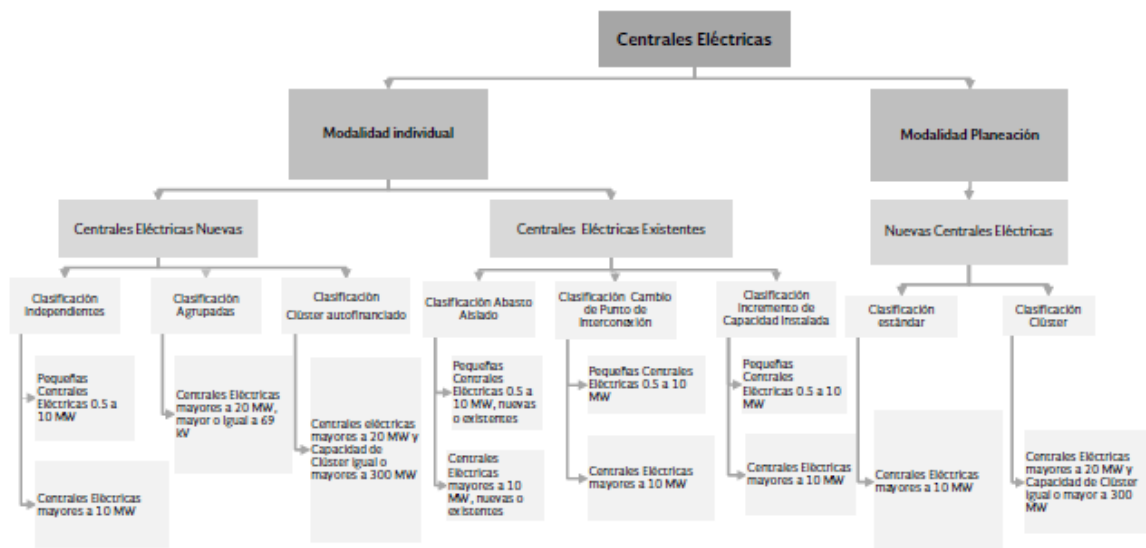 Centrales Eléctricas
Modalidad individual
Modalidad Planeación
Centrales Eléctricas Nuevas
Centrales Eléctricas Existentes
Nuevas Centrales Eléctricas
Clasificación
Independientes
Clasificación
Agrupadas
Clasificación
Clúster autofinanciado
Clasificación Abasto
Aislado
Clasificación Cambio
de Punto de
Interconexión
Clasificación
Incremento de
Capacidad Instalada
Clasificación
estándar
Clasificación
Clúster
Pequeñas
Centrales
Eléctricas 0.5 a
10 MW
Centrales Eléctricas
mayores a 10 MW
Centrales Eléctricas
mayores a 20 MW,
mayor o igual a 69
kV
Centrales eléctricas
mayores a 20 MW y
Capacidad de
Clúster igual o
mayores a 300 MW
Pequeñas
Centrales
Eléctricas 0.5 a
10 MW, nuevas
o existentes
Centrales
Eléctricas
mayores a 10
MW, nuevas o
existentes
Pequeñas Centrales
Eléctricas 0.5 a 10
MW
Centrales Eléctricas
mayores a 10 MW
Pequeñas
Centrales
Eléctricas 0.5 a 10
MW
Centrales Eléctricas
mayores a 10 MW
Centrales Eléctricas
mayores a 10 MW
Centrales Eléctricas
mayores a 20 MW y
Capacidad de Clúster
igual o mayor a 300
MW